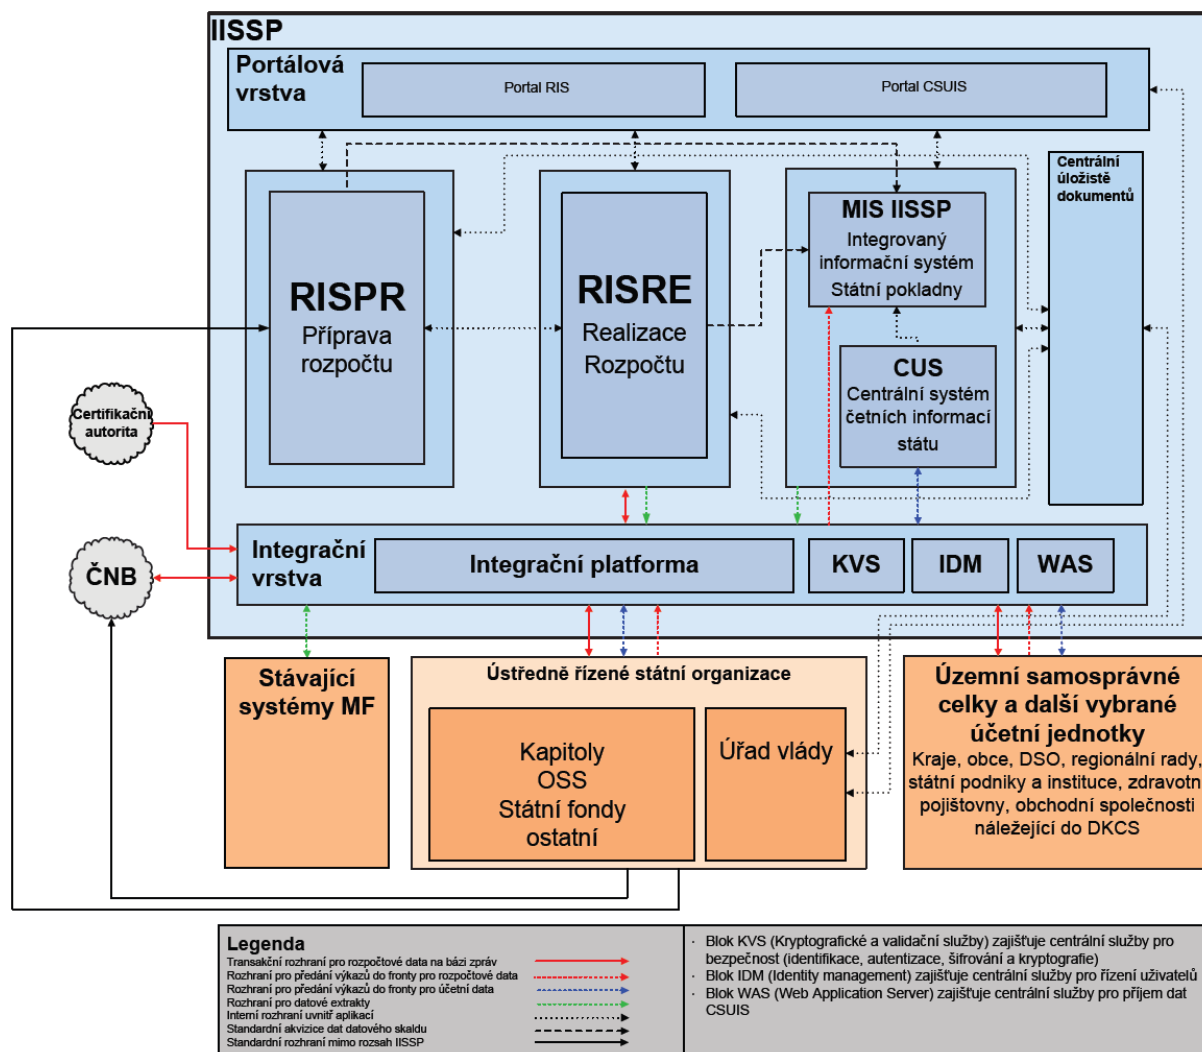 IISSP
Portálová
vrstva
Portal RIS
Portal CSUIS
Centrální
úložistě
dokumentů
MIS IISSP
Integrovaný
informační systém
Státní pokladny
RISPR
Příprava
rozpočtu
RISRE
Realizace
Rozpočtu
CUS
Centrální systém
četních informací
státu
Certifikační
autorita
ČNB
Integrační
vrstva
Integrační platforma
KVS
IDM
WAS
Stávající
systémy MF
Ústředně řízené státní organizace
Kapitoly
OSS
Státní fondy
ostatní
Úřad vlády
Územní samosprávné
celky a další vybrané
účetní jednotky
Kraje, obce, DSO, regionální rady,
státní podniky a instituce, zdravotn
pojištovny, obchodní společnosti
náležející do DKCS
Legenda
Transakční rozhraní pro rozpočtové data na bázi zpráv
Rozhraní pro předání výkazů do fronty pro rozpočtové data
Rozhraní pro předání výkazů do fronty pro účetní data
Rozhraní pro datové extrakty
Interní rozhraní uvnitř aplikací
Standardní akvizice dat datového skaldu
Standardní rozhraní mimo rozsah IISSP
· Blok KVS (Kryptografické a validační služby) zajišťuje centrální služby pro
bezpečnost (identifikace, autentizace, šifrování a kryptografie)
· Blok IDM (Identity management) zajišťuje centrální služby pro řízení uživatelů
· Blok WAS (Web Application Server) zajišťuje centrální služby pro příjem dat
CSUIS